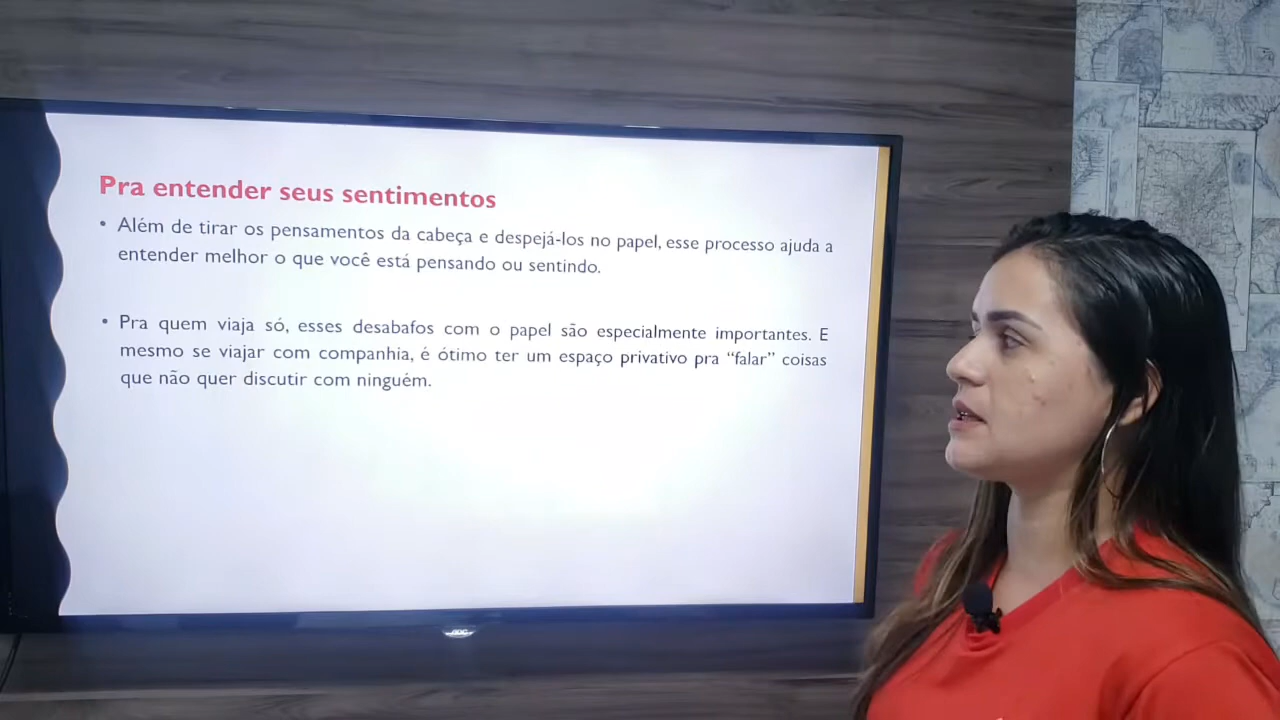 Pra entender seus sentimentos
• Além de tirar os pensamentos da cabeça e despejá-los no papel, esse processo ajuda a
entender melhor o que você está pensando ou sentindo.
• Pra quem viaja só, esses desabafos com o papel são especialmente importantes. E
mesmo se viajar com companhia, é ótimo ter um espaço privativo pra “falar” coisas
que não quer discutir com ninguém.
AOC